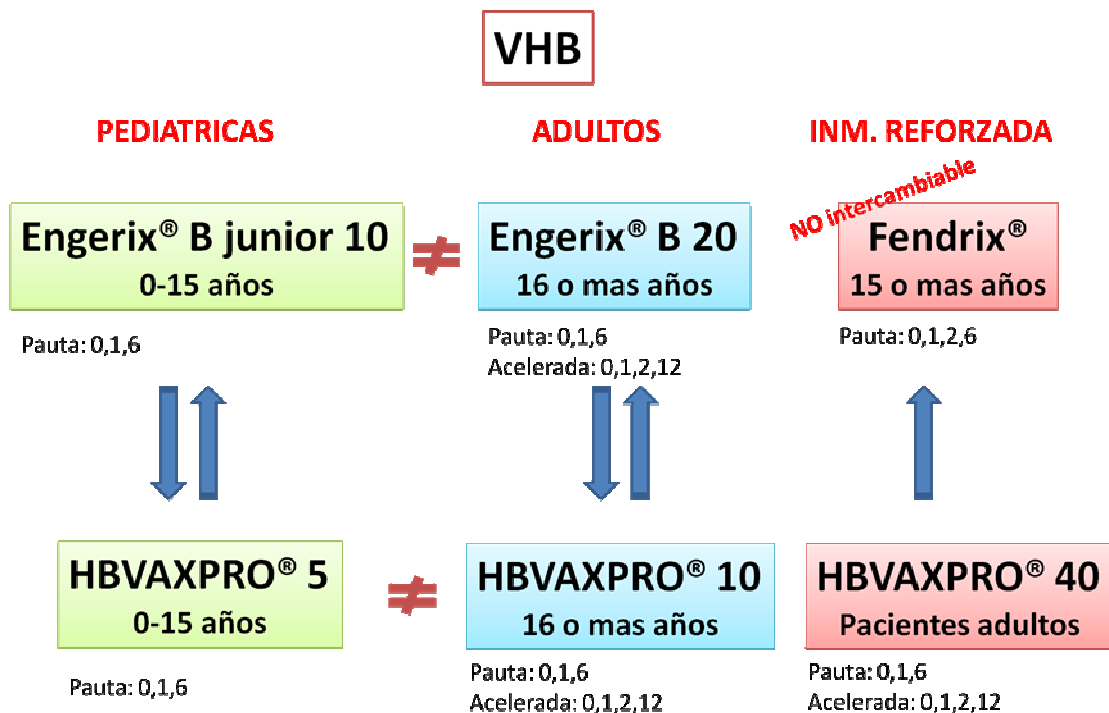 VHB
PEDIATRICAS
ADULTOS
INM. REFORZADA
NO intercambiable
Engerix® B junior 10
0-15 años
Pauta: 0,1,6
≠
Engerix® B 20
16 o mas años
Pauta: 0,1,6
Acelerada: 0,1,2,12
Fendrix®
15 o mas años
Pauta: 0,1,2,6
HBVAXPRO® 5
0-15 años
Pauta: 0,1,6
≠
HBVAXPRO® 10
16 o mas años
Pauta: 0,1,6
Acelerada: 0,1,2,12
HBVAXPRO® 40
Pacientes adultos
Pauta: 0,1,6
Acelerada: 0,1,2,12